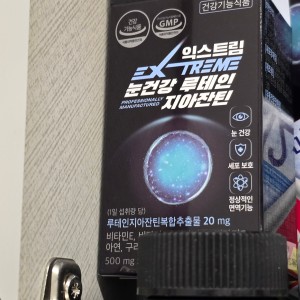 건강기능식품
건강
기능식품
GMP
익스트림
EXTREME
눈건강 루테인
지아잔틴
PROFESSIONALLY
MANUFACTURED
눈 건강
세포 보호
정상적인
면역기능
(1일 섭취량 당)
루테인지아잔틴복합추출물 20 mg
비타민E,
아연, 구리
500 mg